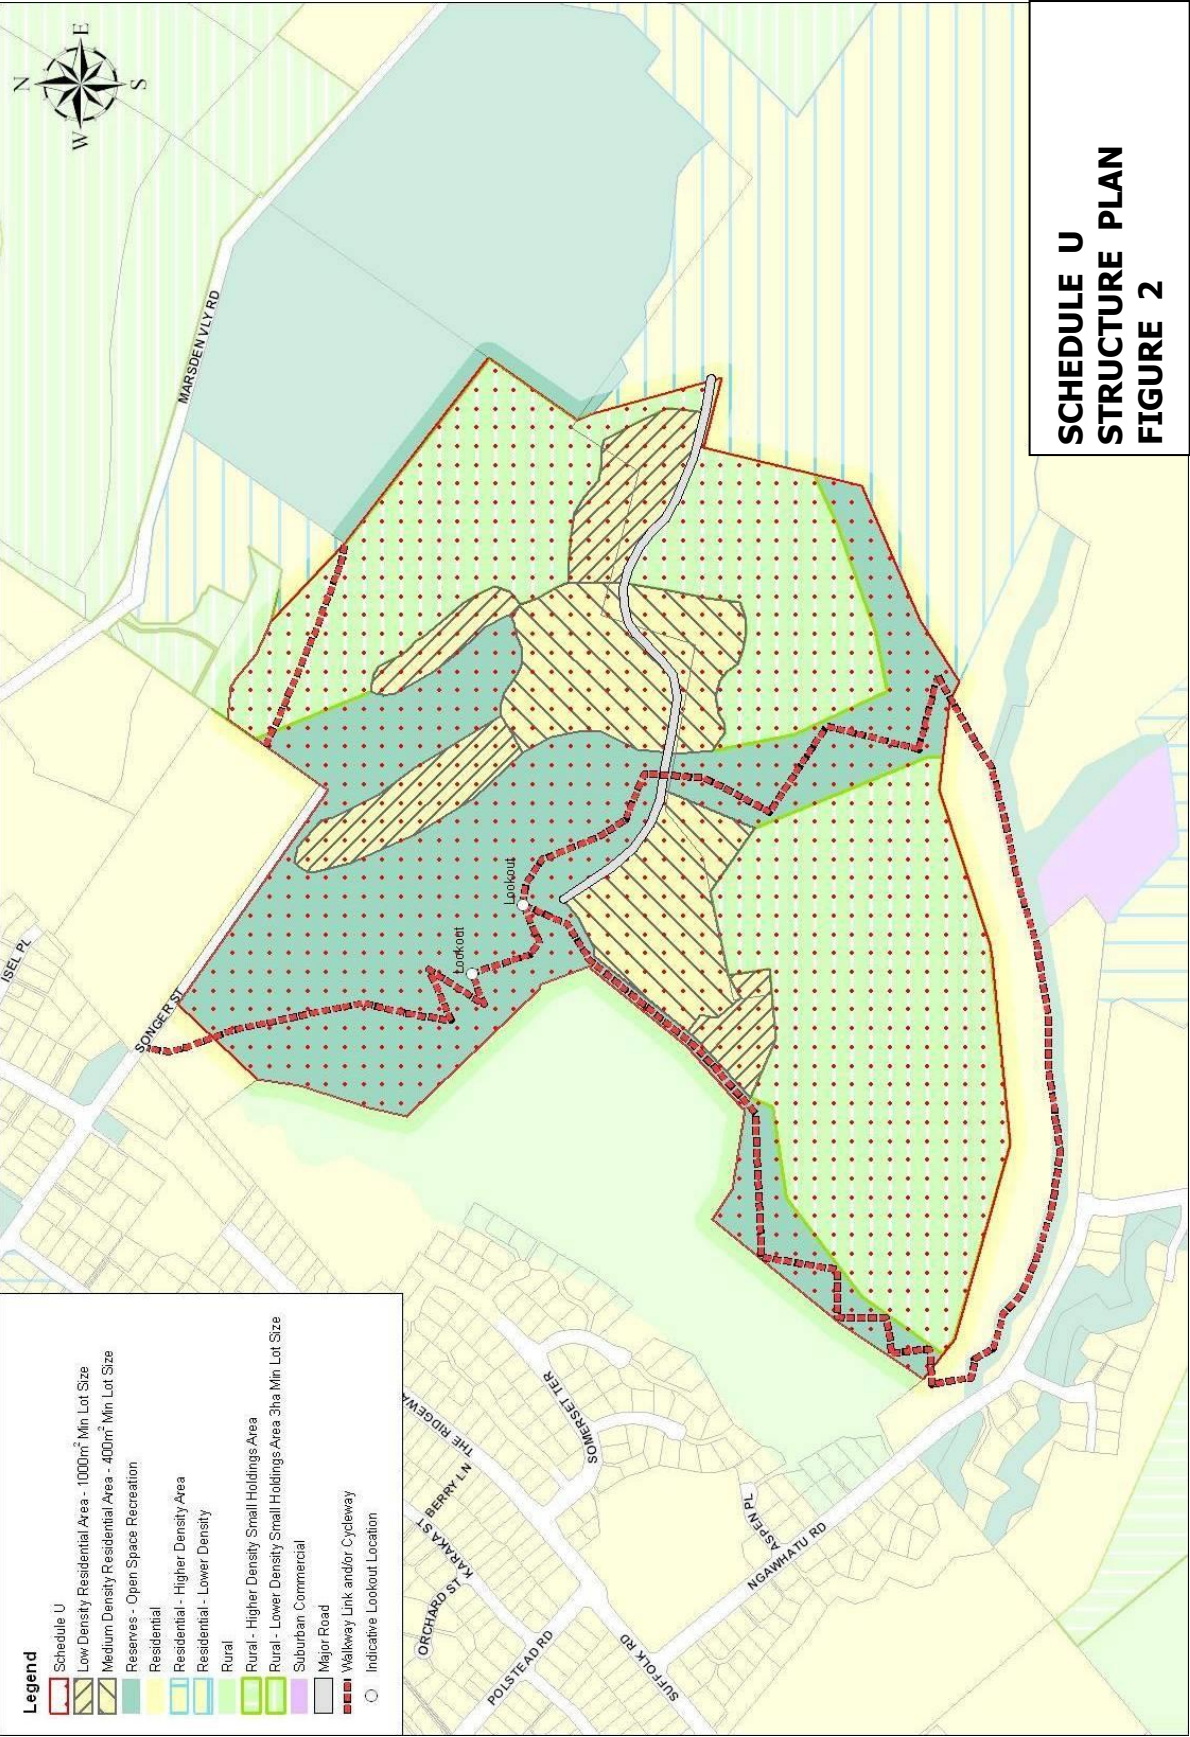 N
E
S
W
Legend
Schedule U
Low Density Residential Area - 1000m² Min Lot Size
Medium Density Residential Area - 400m² Min Lot Size
Reserves - Open Space Recreation
Residential
Residential - Higher Density Area
Residential - Lower Density
Rural
Rural - Higher Density Small Holdings Area
Rural - Lower Density Small Holdings Area 3ha Min Lot Size
Suburban Commercial
Major Road
Walkway Link and/or Cycleway
Indicative Lookout Location
ISEL PL
SONGER ST
MARSDEN VLY RD
Lookout
Lookout
THE RIDGEWA
BERRY LN
KARAKA ST
ORCHARD ST
SOMERSET TER
POLSTEAD RD
SUFFOLK RD
ASPEN PL
NGAWHATU RD
SCHEDULE U
STRUCTURE PLAN
FIGURE 2